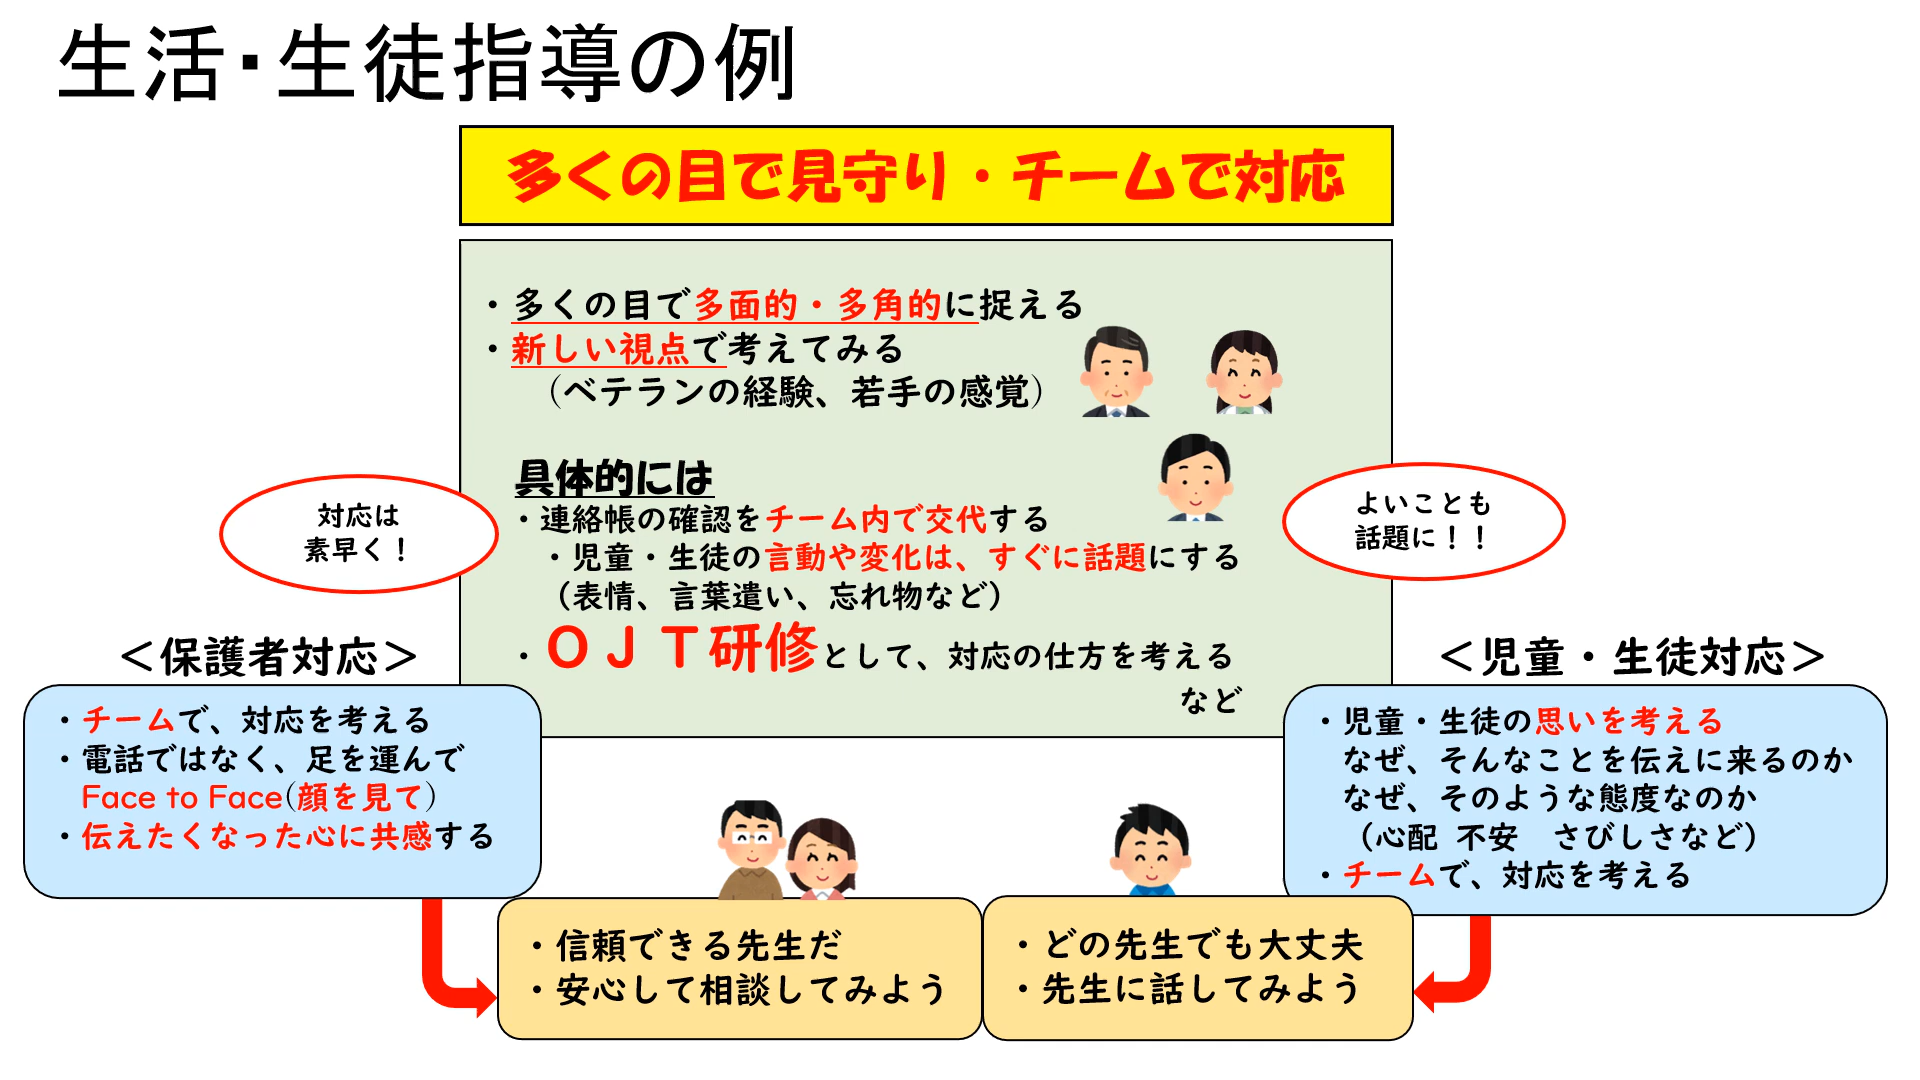 生活・生徒指導の例
多くの目で見守り・チームで対応
・多くの目で多面的・多角的に捉える
・新しい視点で考えてみる
（ベテランの経験、若手の感覚）
具体的には
・連絡帳の確認をチーム内で交代する
・児童・生徒の言動や変化は、すぐに話題にする
（表情、言葉遣い、忘れ物など）
・ＯＪＴ研修として、対応の仕方を考える
など
対応は
素早く！
よいことも
話題に！！
＜保護者対応＞
・チームで、対応を考える
・電話ではなく、足を運んで
Face to Face(顔を見て)
・伝えたくなった心に共感する
＜児童・生徒対応＞
・児童・生徒の思いを考える
なぜ、そんなことを伝えに来るのか
なぜ、そのような態度なのか
（心配 不安　さびしさなど）
・チームで、対応を考える
・信頼できる先生だ
・安心して相談してみよう
・どの先生でも大丈夫
・先生に話してみよう